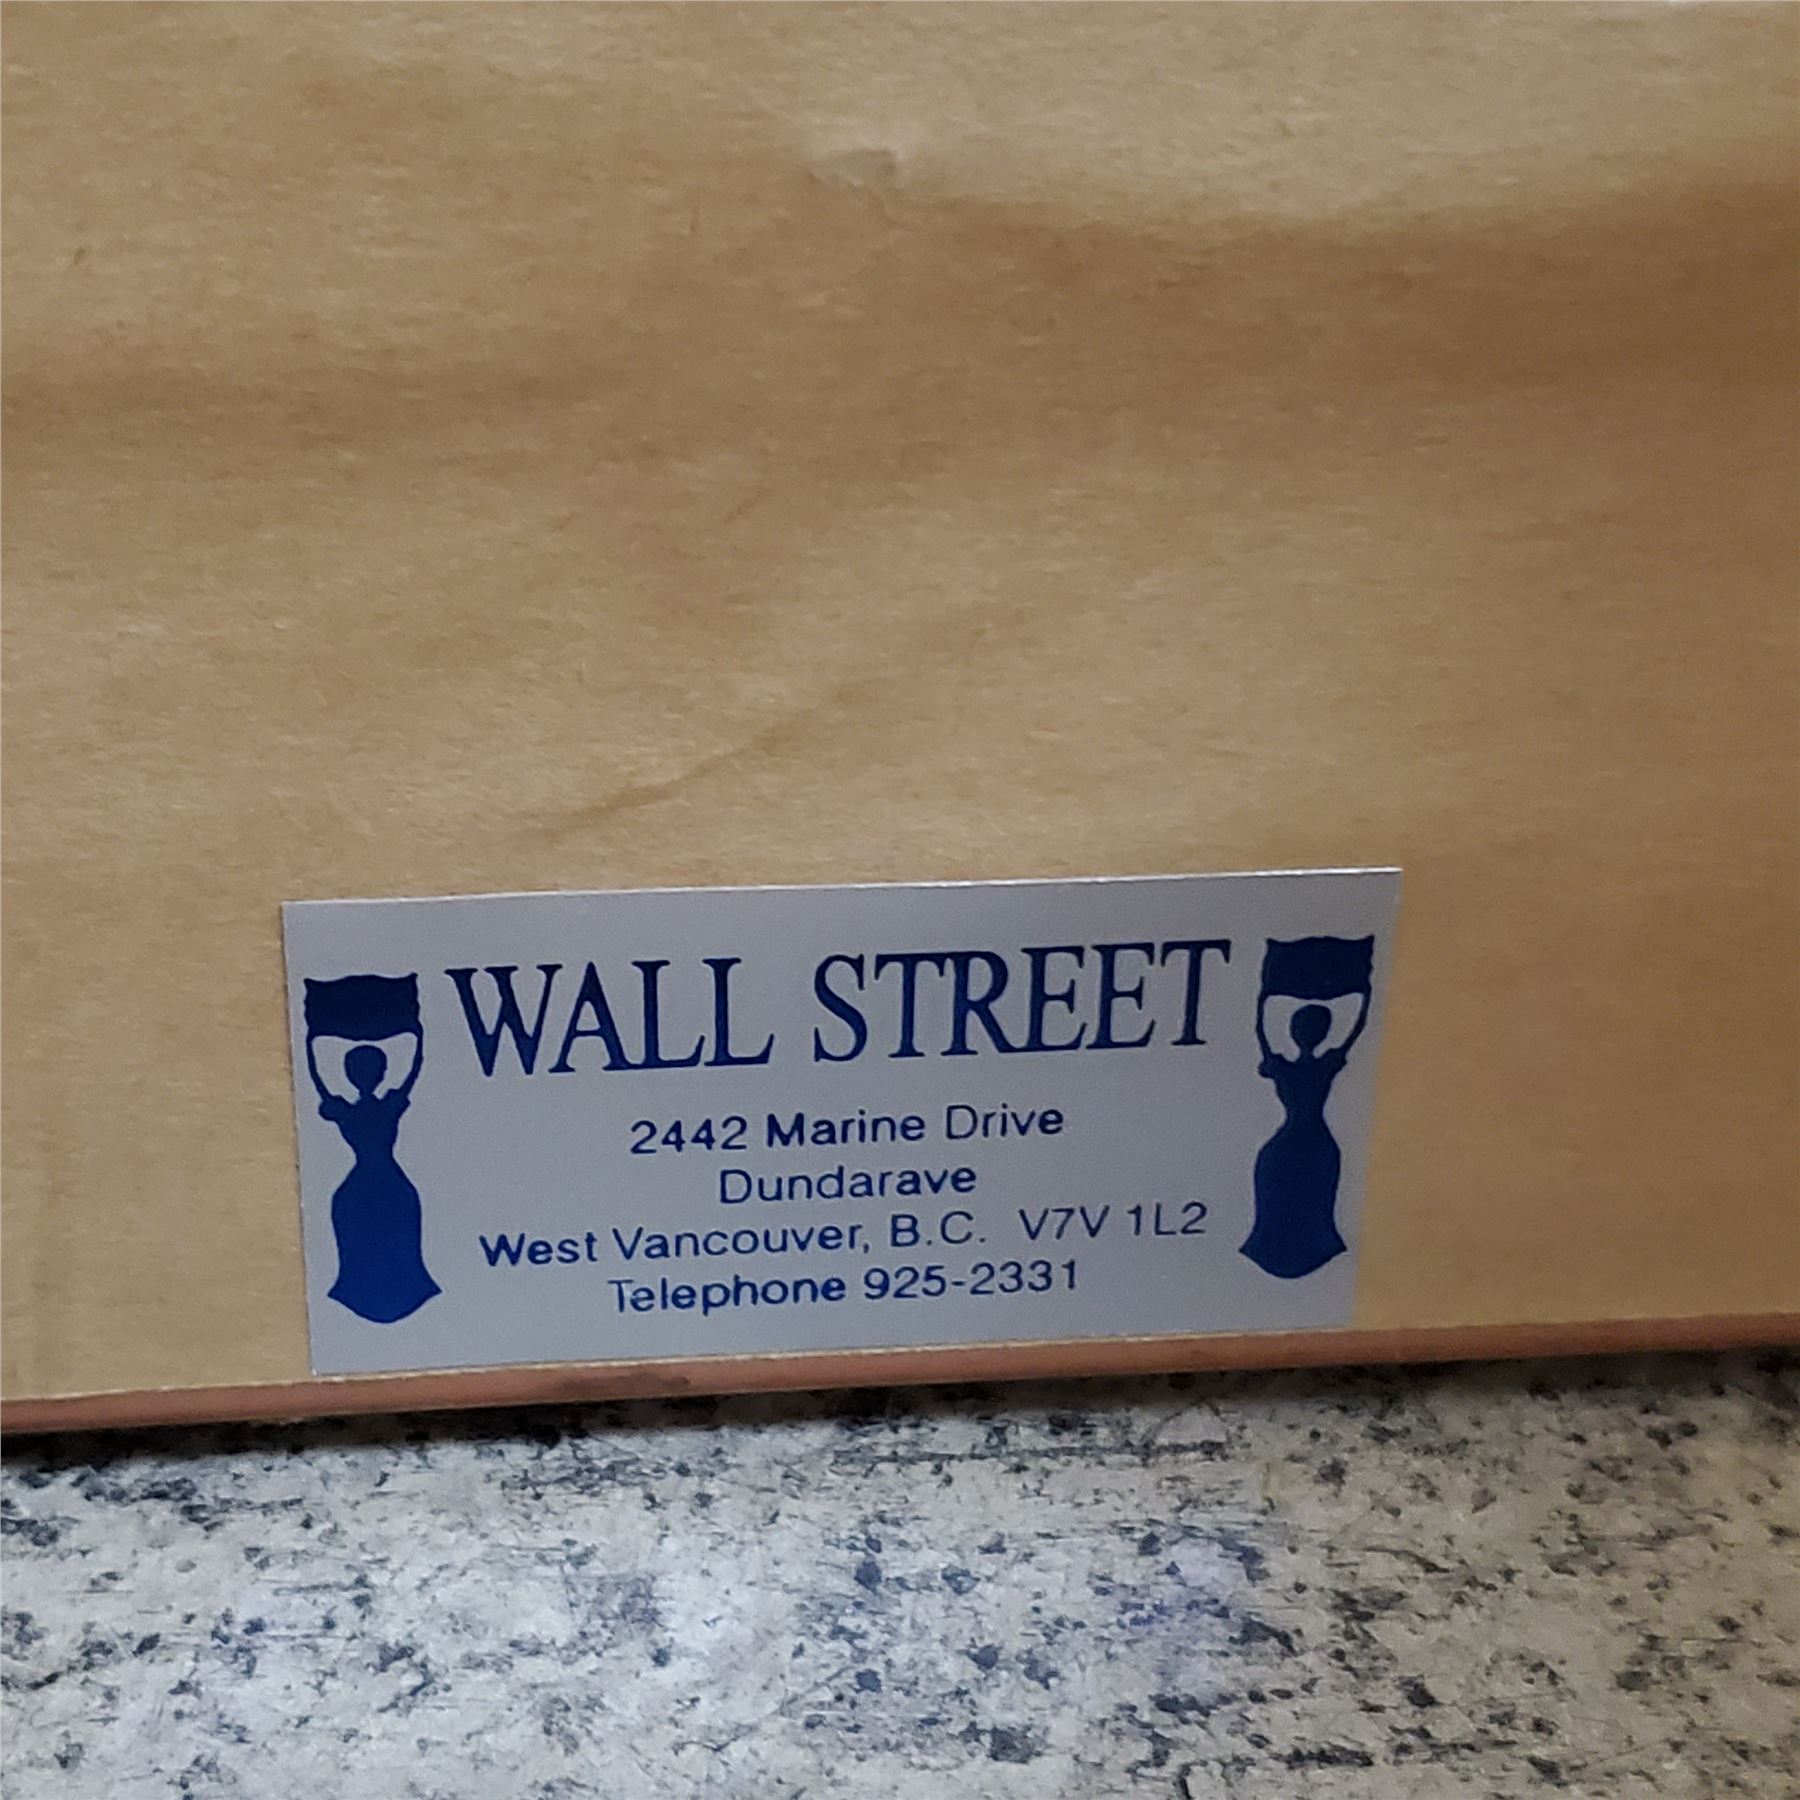 WALL STREET
2442 Marine Drive
Dundarave
West Vancouver, B.C. V7V 1L2
Telephone 925-2331